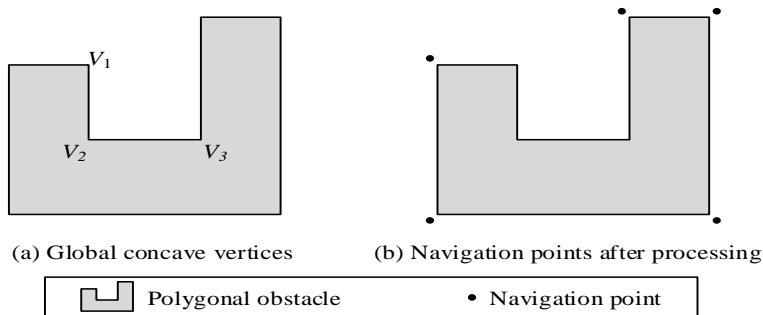 V1
V2
V3
(a) Global concave vertices
(b) Navigation points after processing
Polygonal obstacle
Navigation point